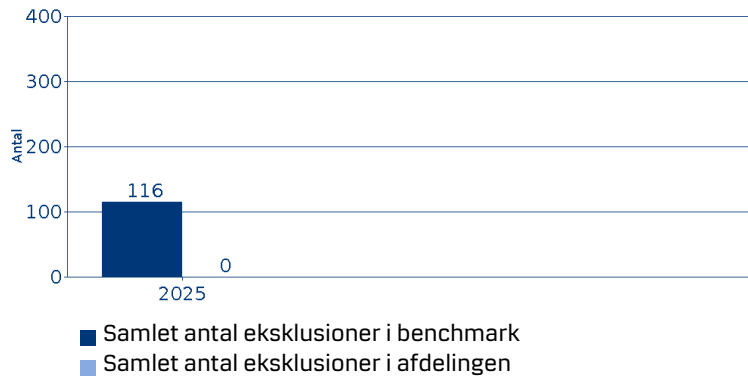 400
300
200
100
0
Antal
116
0
2025
Samlet antal eksklusioner i benchmark
Samlet antal eksklusioner i afdelingen